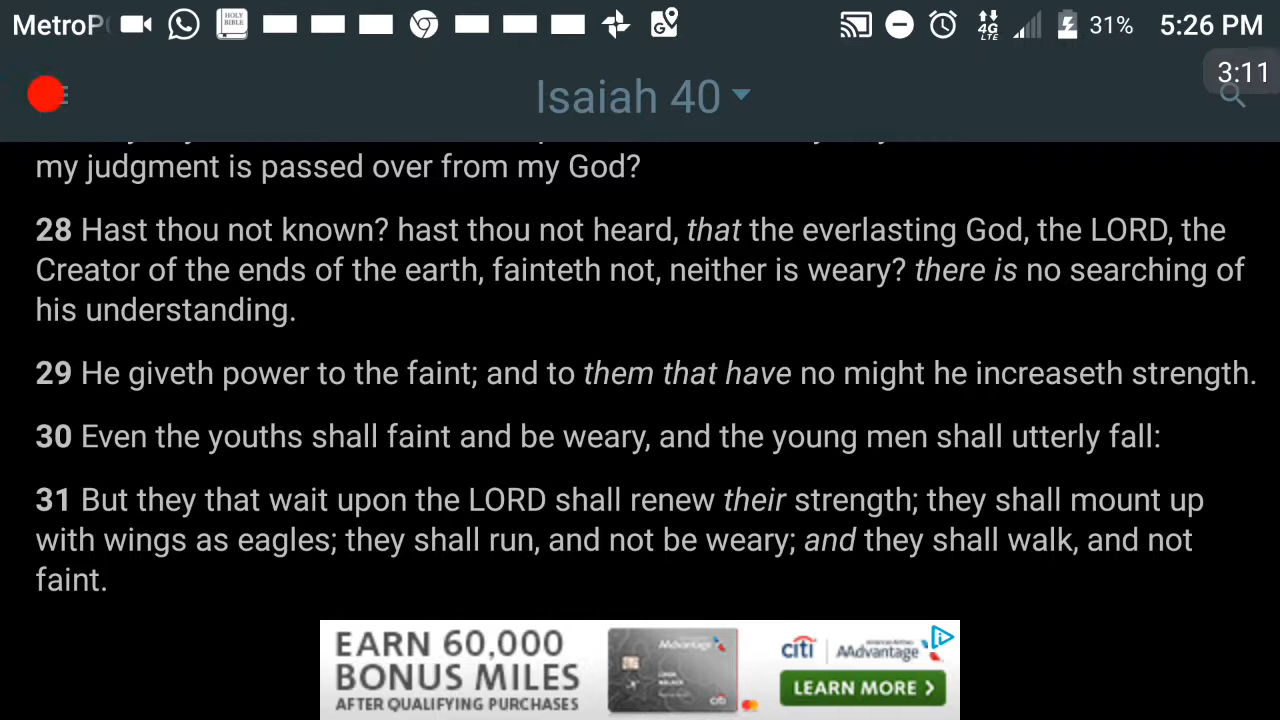 MetroP 31% 5:26 PM
HOLY BIBLE
4G LTE
3:11
Isaiah 40
my judgment is passed over from my God?
28 Hast thou not known? hast thou not heard, that the everlasting God, the LORD, the
Creator of the ends of the earth, fainteth not, neither is weary? there is no searching of
his understanding.
29 He giveth power to the faint; and to them that have no might he increaseth strength.
30 Even the youths shall faint and be weary, and the young men shall utterly fall:
31 But they that wait upon the LORD shall renew their strength; they shall mount up
with wings as eagles; they shall run, and not be weary; and they shall walk, and not
faint.
EARN 60,000
BONUS MILES
AFTER QUALIFYING PURCHASES
AAdvantage
citi
citi AAdvantage
LEARN MORE